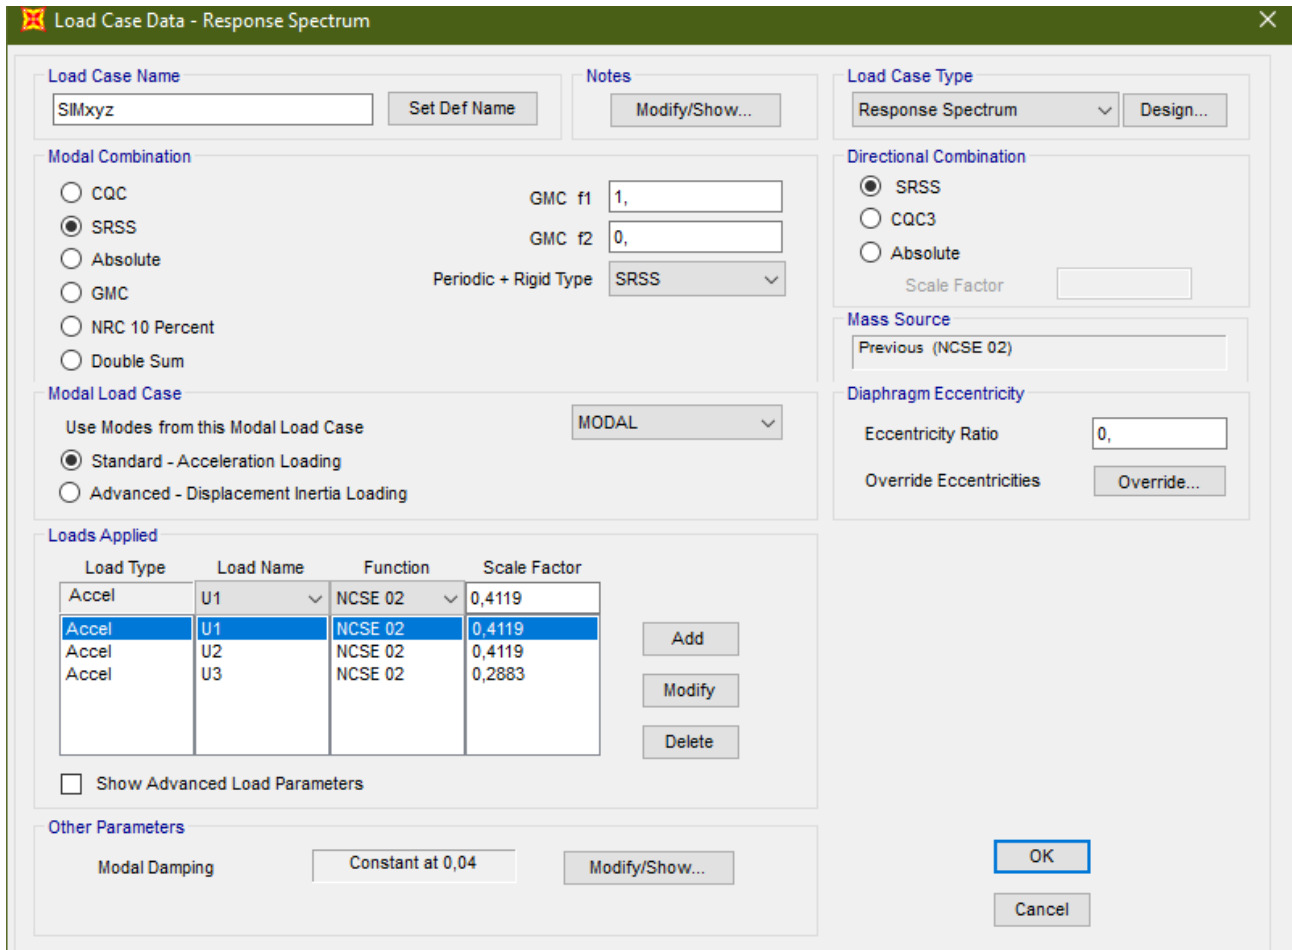 Load Case Data - Response Spectrum
Load Case Name
SIMxyz
Set Def Name
Notes
Modify/Show...
Load Case Type
Response Spectrum
Design...
Modal Combination
CQC
SRSS
Absolute
GMC
NRC 10 Percent
Double Sum
GMC f1 1,
GMC f2 0,
Periodic + Rigid Type SRSS
Directional Combination
SRSS
CQC3
Absolute
Scale Factor
Mass Source
Previous (NCSE 02)
Modal Load Case
Use Modes from this Modal Load Case MODAL
Standard - Acceleration Loading
Advanced - Displacement Inertia Loading
Diaphragm Eccentricity
Eccentricity Ratio 0,
Override Eccentricities Override...
Loads Applied
Load Type Load Name Function Scale Factor
Accel U1 NCSE 02 0,4119
Accel U1 NCSE 02 0,4119
Accel U2 NCSE 02 0,4119
Accel U3 NCSE 02 0,2883
Add
Modify
Delete
Show Advanced Load Parameters
Other Parameters
Modal Damping Constant at 0,04 Modify/Show...
OK
Cancel